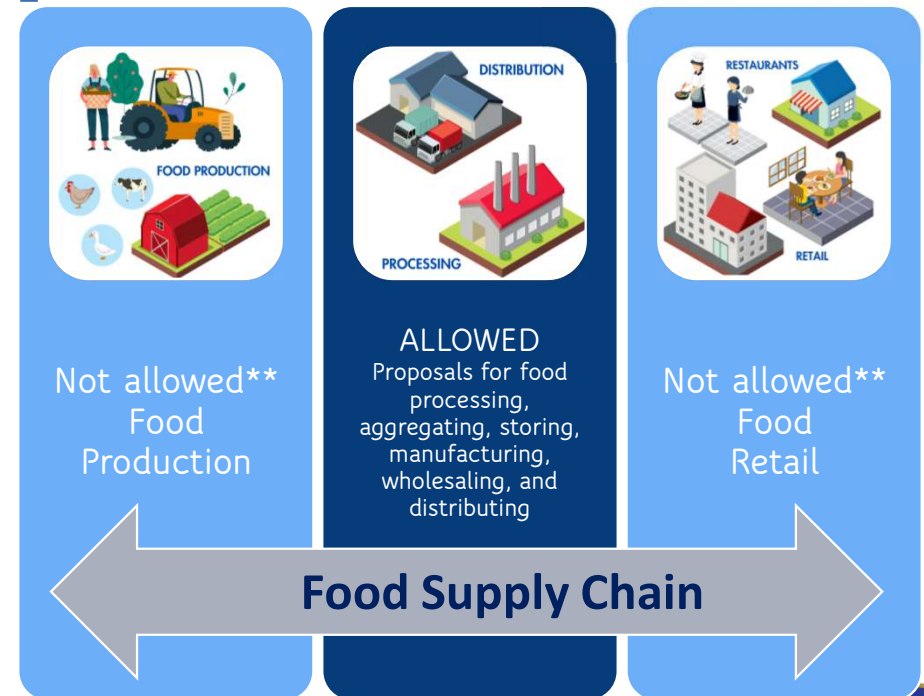 FOOD PRODUCTION
Not allowed**
Food
Production
DISTRIBUTION
PROCESSING
ALLOWED
Proposals for food
processing,
aggregating, storing,
manufacturing,
wholesaling, and
distributing
RESTAURANTS
RETAIL
Not allowed**
Food
Retail
Food Supply Chain